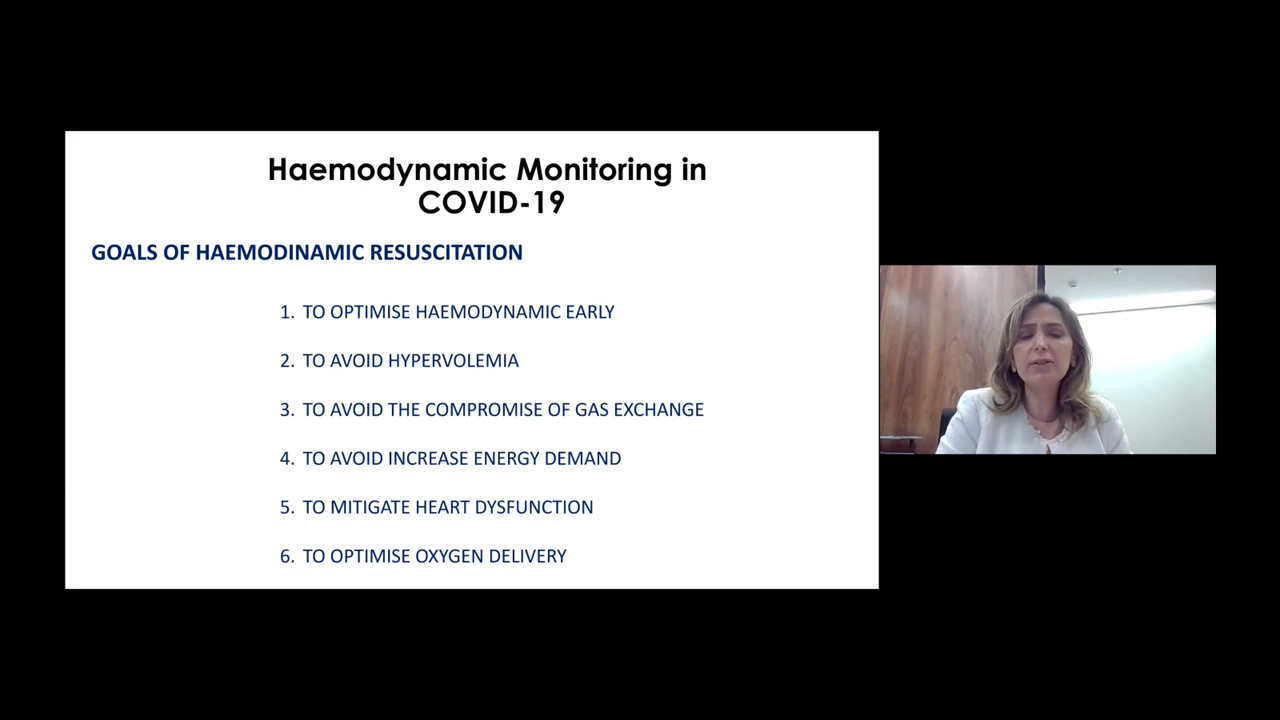 Haemodynamic Monitoring in
COVID-19
GOALS OF HAEMODINAMIC RESUSCITATION
1. TO OPTIMISE HAEMODYNAMIC EARLY
2. TO AVOID HYPERVOLEMIA
3. TO AVOID THE COMPROMISE OF GAS EXCHANGE
4. TO AVOID INCREASE ENERGY DEMAND
5. TO MITIGATE HEART DYSFUNCTION
6. TO OPTIMISE OXYGEN DELIVERY